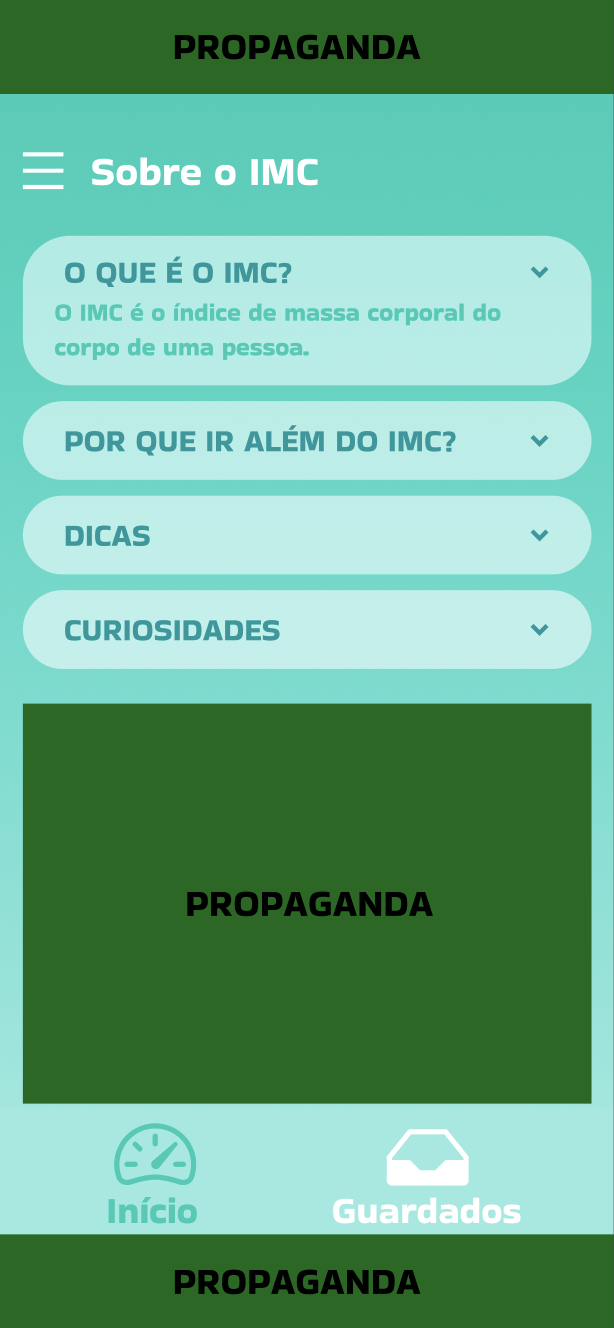 PROPAGANDA
Sobre o IMC
O QUE É O IMC?
O IMC é o índice de massa corporal do
corpo de uma pessoa.
POR QUE IR ALÉM DO IMC?
DICAS
CURIOSIDADES
PROPAGANDA
Início
Guardados
PROPAGANDA